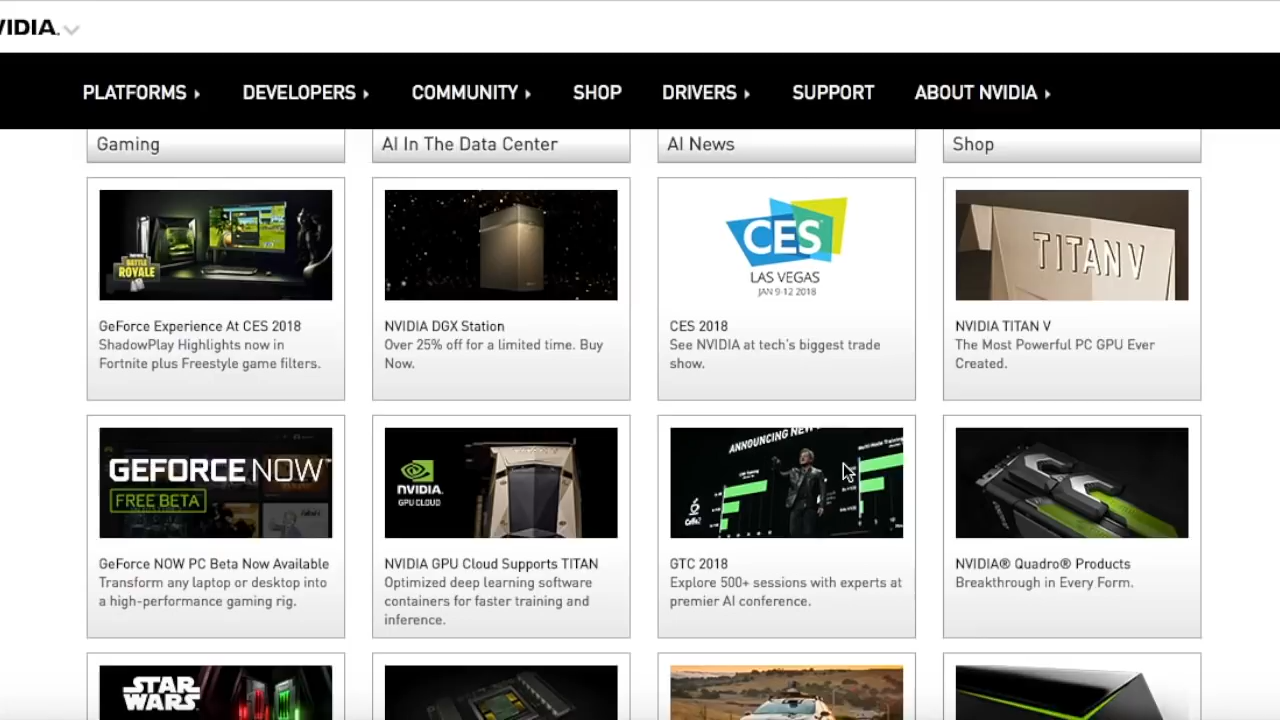 VIDIA.
PLATFORMS
DEVELOPERS
COMMUNITY
SHOP
DRIVERS
SUPPORT
ABOUT NVIDIA
Gaming
AI In The Data Center
AI News
Shop
BATTLE
ROYALE
GeForce Experience At CES 2018
ShadowPlay Highlights now in
Fortnite plus Freestyle game filters.
NVIDIA DGX Station
Over 25% off for a limited time. Buy
Now.
CES
LAS VEGAS
JAN 9-12 2018
CES 2018
See NVIDIA at tech's biggest trade
show.
TITAN V
NVIDIA TITAN V
The Most Powerful PC GPU Ever
Created.
GEFORCE NOW
FREE BETA
GeForce NOW PC Beta Now Available
Transform any laptop or desktop into
a high-performance gaming rig.
NVIDIA.
GPU CLOUD
NVIDIA GPU Cloud Supports TITAN
Optimized deep learning software
containers for faster training and
inference.
ANNOUNCING NEW
Caffe2
GTC 2018
Explore 500+ sessions with experts at
premier AI conference.
NVIDIA® Quadro® Products
Breakthrough in Every Form.
STAR
WARS